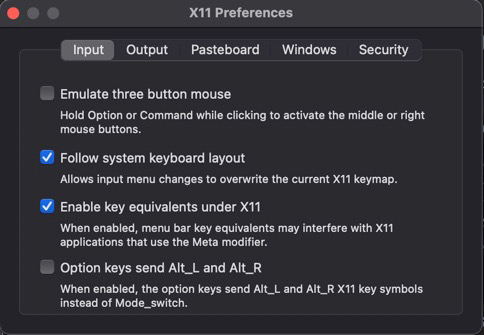 X11 Preferences
Input Output Pasteboard Windows Security
Emulate three button mouse
Hold Option or Command while clicking to activate the middle or right
mouse buttons.
Follow system keyboard layout
Allows input menu changes to overwrite the current X11 keymap.
Enable key equivalents under X11
When enabled, menu bar key equivalents may interfere with X11
applications that use the Meta modifier.
Option keys send Alt_L and Alt_R
When enabled, the option keys send Alt_L and Alt_R X11 key symbols
instead of Mode_switch.